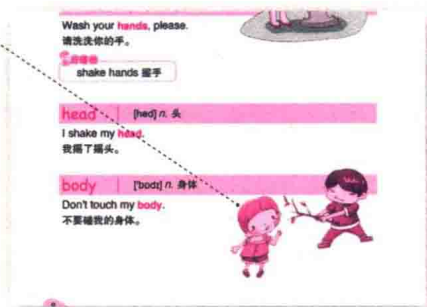 Wash your hands, please.
请洗洗你的手。
shake hands 握手
head [hed] n. 头
I shake my head.
我摇了摇头。
body ['bɒdɪ] n. 身体
Don't touch my body.
不要碰我的身体。